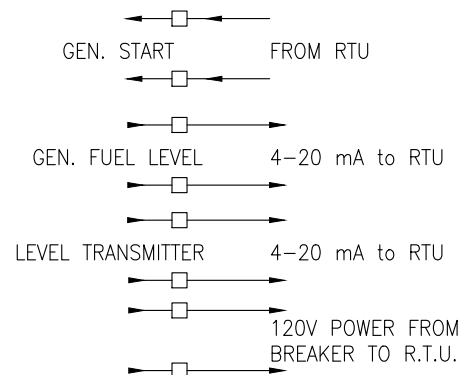 GEN. START FROM RTU
GEN. FUEL LEVEL 4-20 mA to RTU
LEVEL TRANSMITTER 4-20 mA to RTU
120V POWER FROM
BREAKER TO R.T.U.